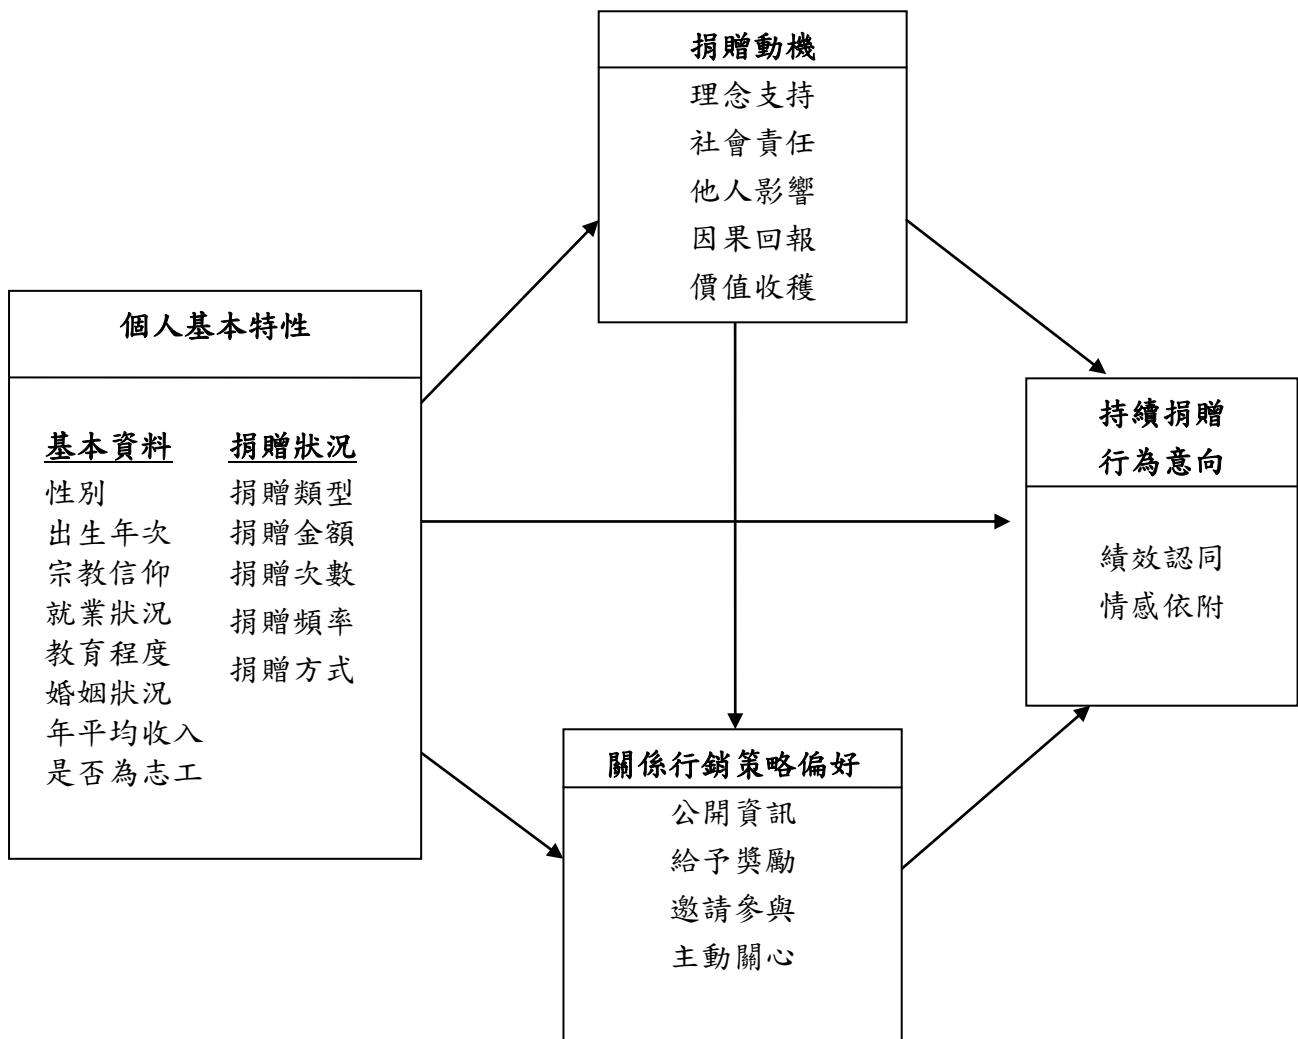 捐贈動機
理念支持
社會責任
他人影響
因果回報
價值收穫
個人基本特性
基本資料
性別
出生年次
宗教信仰
就業狀況
教育程度
婚姻狀況
年平均收入
是否為志工
捐贈狀況
捐贈類型
捐贈金額
捐贈次數
捐贈頻率
捐贈方式
持續捐贈
行為意向
績效認同
情感依附
關係行銷策略偏好
公開資訊
給予獎勵
邀請參與
主動關心